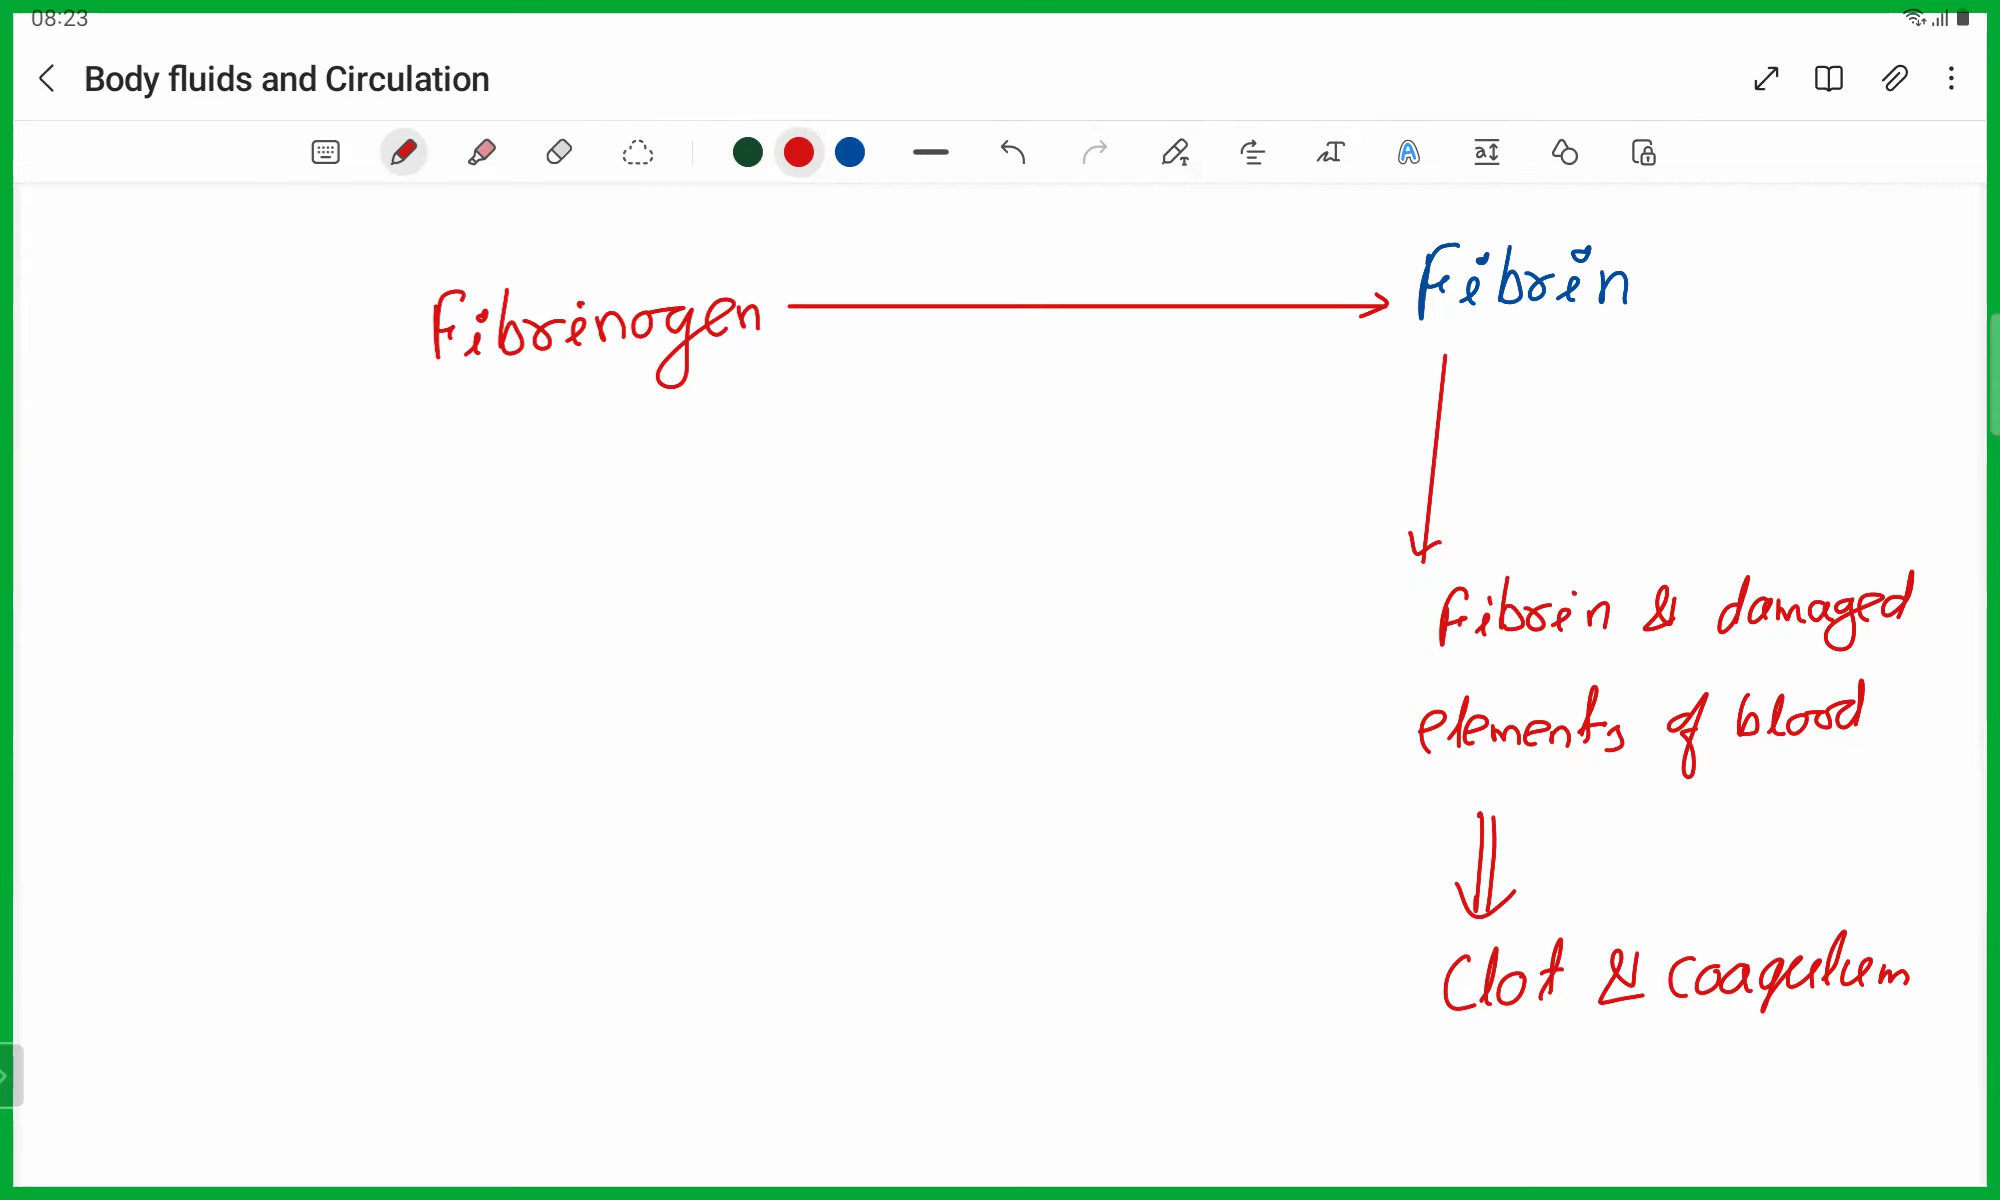 08:23
Body fluids and Circulation
Fibrinogen → Fibrin
Fibrin & damaged
elements of blood
Clot & coagulum